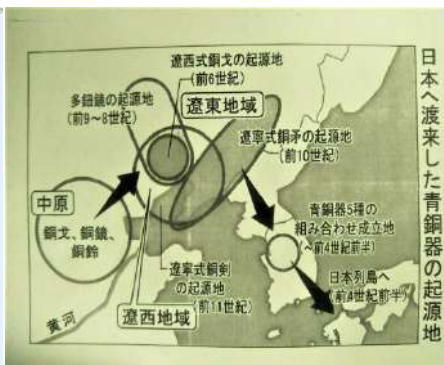 日本へ渡来した青銅器の起源地
遼西式銅戈の起源地
(前6世紀)
多鈕鏡の起源地
(前9~8世紀)
遼東地域
遼寧式銅矛の起源地
(前10世紀)
中原
銅戈、銅鏡、
銅鈴
青銅器5種の
組み合わせ成立地
(~前4世紀前半)
遼寧式銅剣
の起源地
(前11世紀)
日本列島へ
(前4世紀前半)
遼西地域
黄河